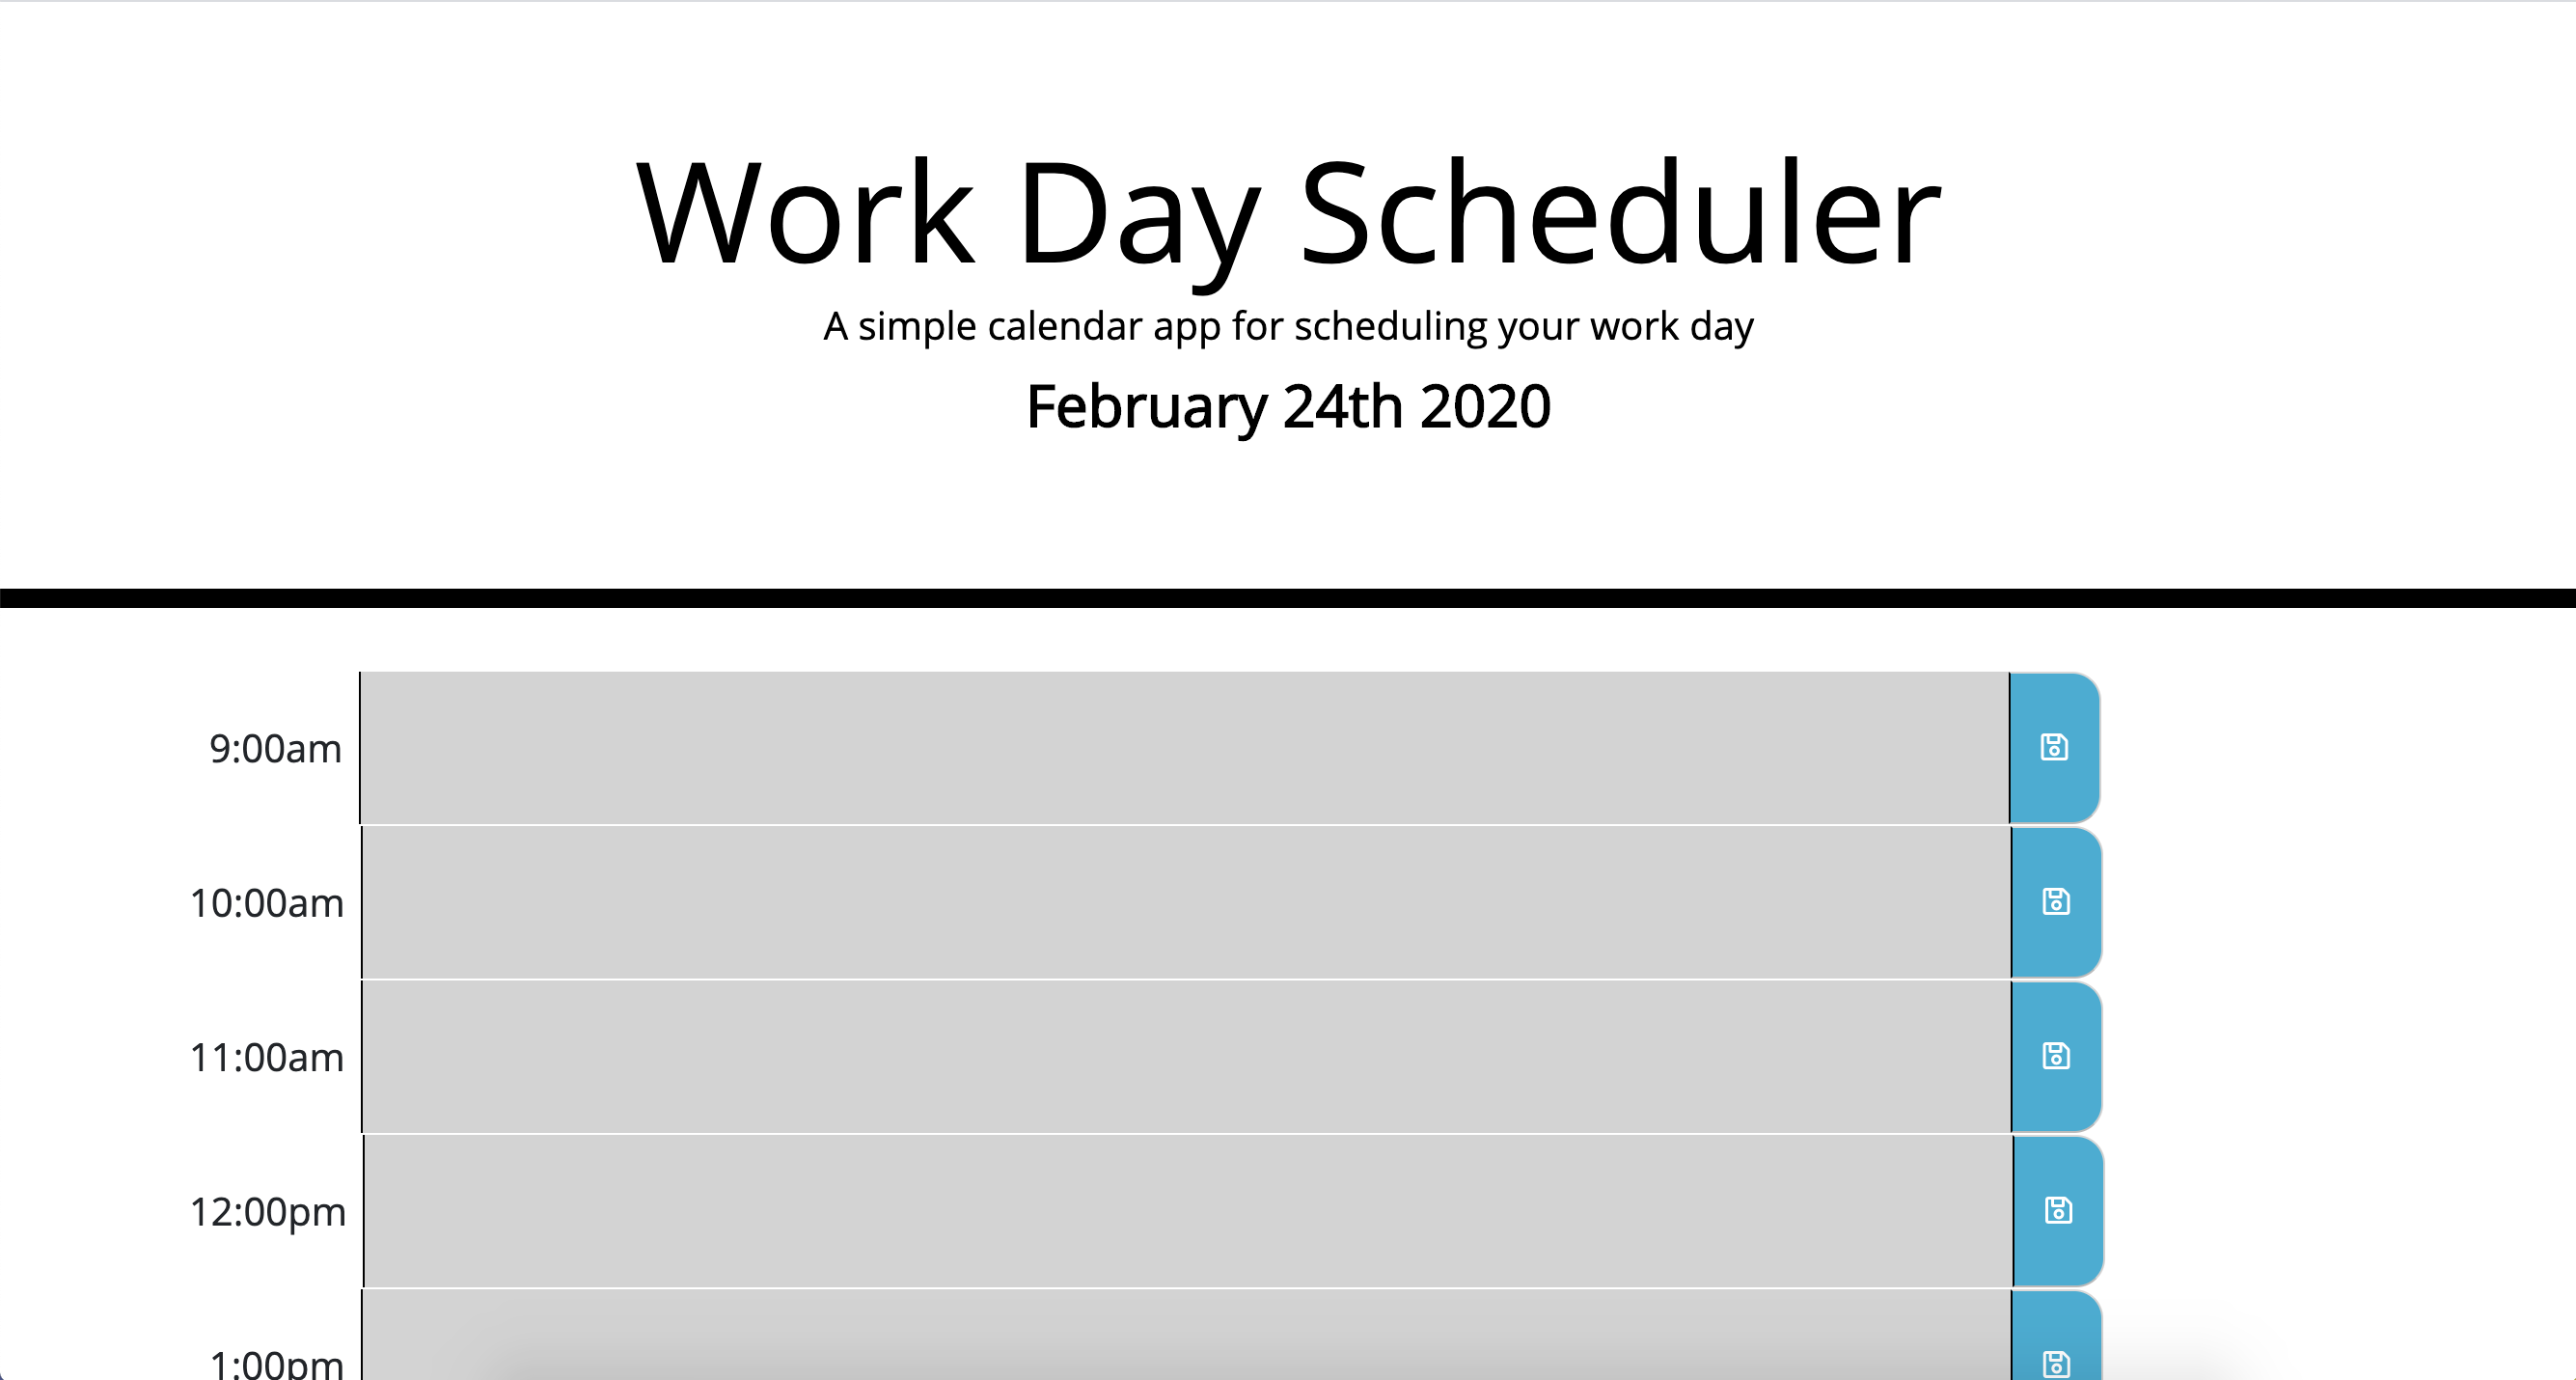 Work Day Scheduler
A simple calendar app for scheduling your work day
February 24th 2020
9:00am
10:00am
11:00am
12:00pm
1:00pm